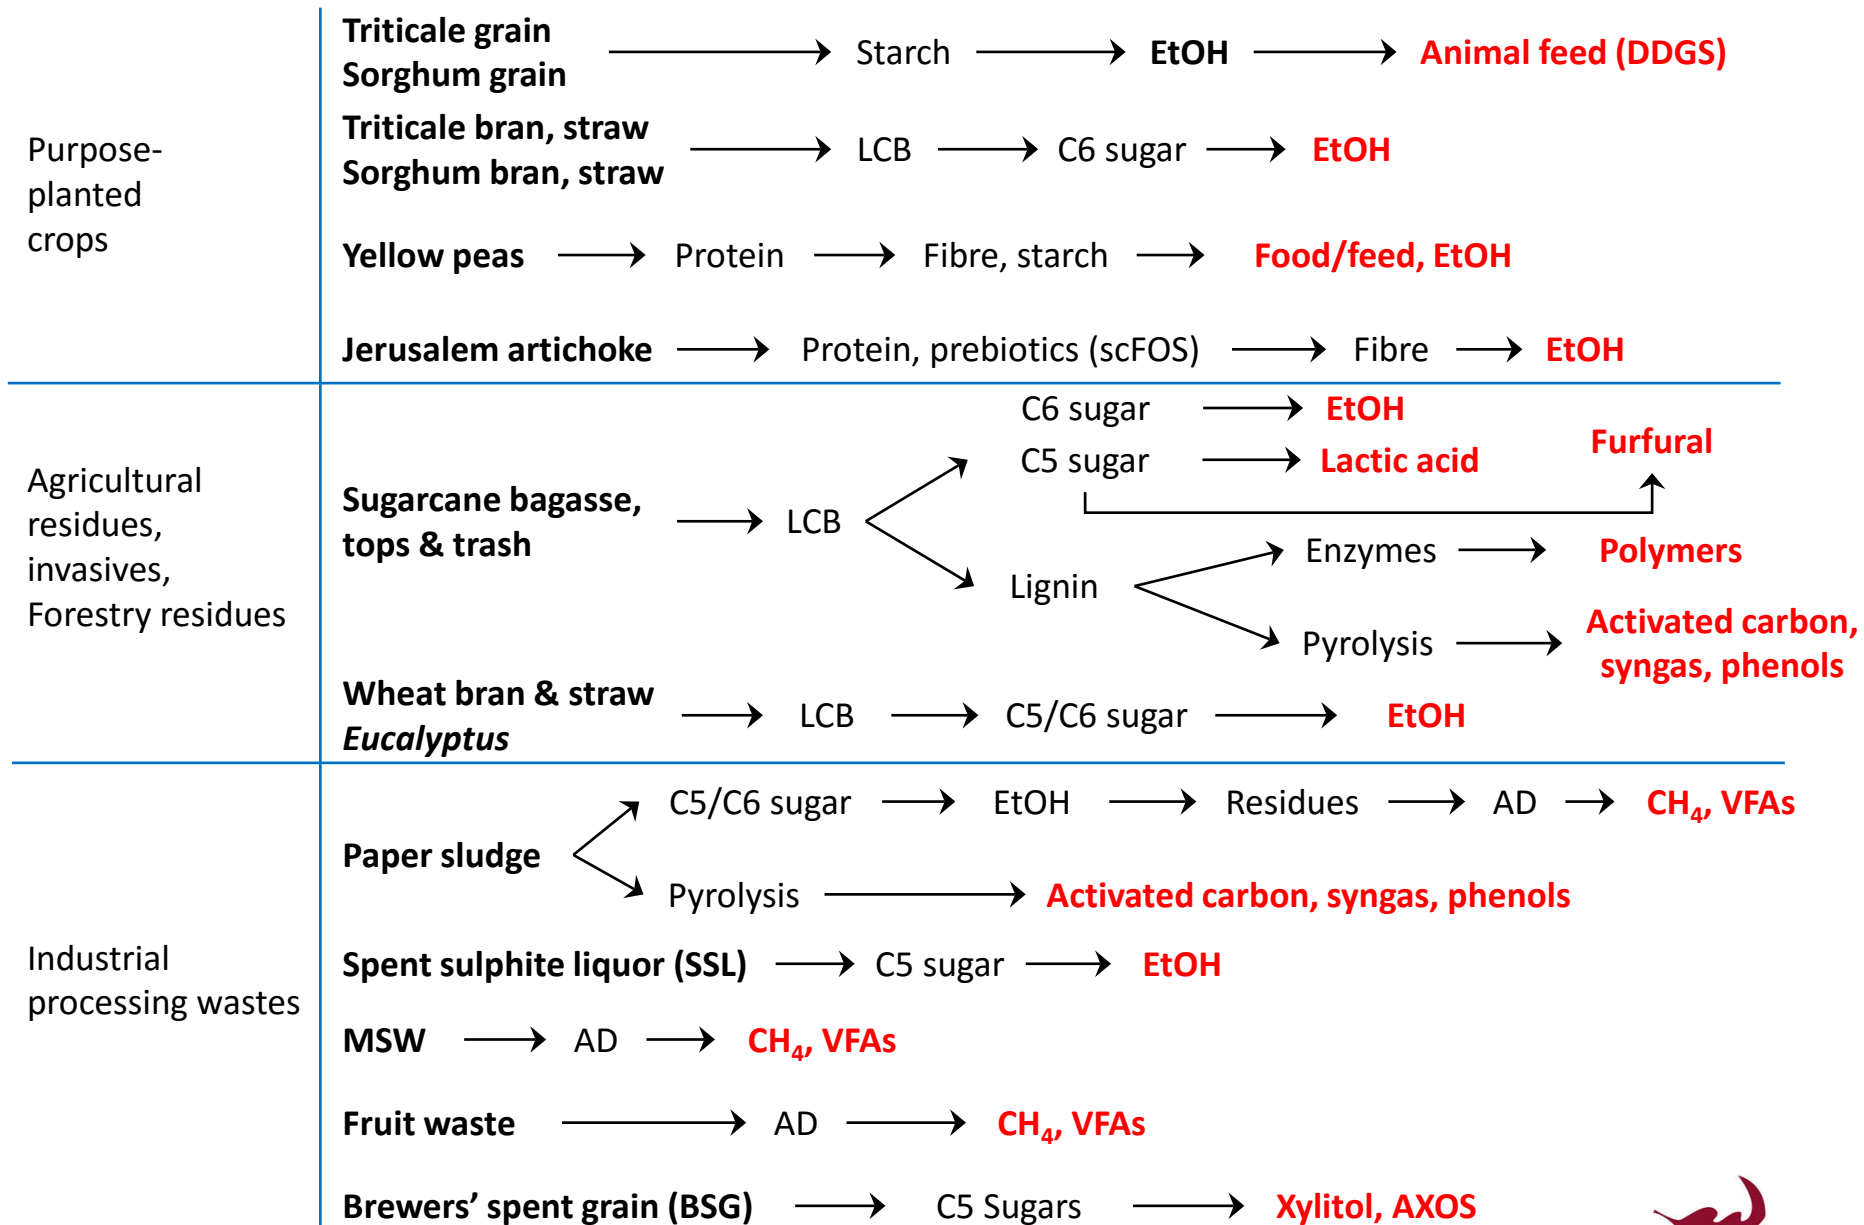 Purpose-
planted
crops
Triticale grain
Sorghum grain
Starch
EtOH
Animal feed (DDGS)
Triticale bran, straw
Sorghum bran, straw
LCB
C6 sugar
EtOH
Yellow peas
Protein
Fibre, starch
Food/feed, EtOH
Jerusalem artichoke
Protein, prebiotics (scFOS)
Fibre
EtOH
Agricultural
residues,
invasives,
Forestry residues
Sugarcane bagasse,
tops & trash
LCB
C6 sugar
EtOH
C5 sugar
Lactic acid
Furfural
Lignin
Enzymes
Polymers
Pyrolysis
Activated carbon,
syngas, phenols
Wheat bran & straw
Eucalyptus
LCB
C5/C6 sugar
EtOH
Industrial
processing wastes
Paper sludge
C5/C6 sugar
EtOH
Residues
AD
CH₄, VFAs
Pyrolysis
Activated carbon, syngas, phenols
Spent sulphite liquor (SSL)
C5 sugar
EtOH
MSW
AD
CH₄, VFAs
Fruit waste
AD
CH₄, VFAs
Brewers’ spent grain (BSG)
C5 Sugars
Xylitol, AXOS